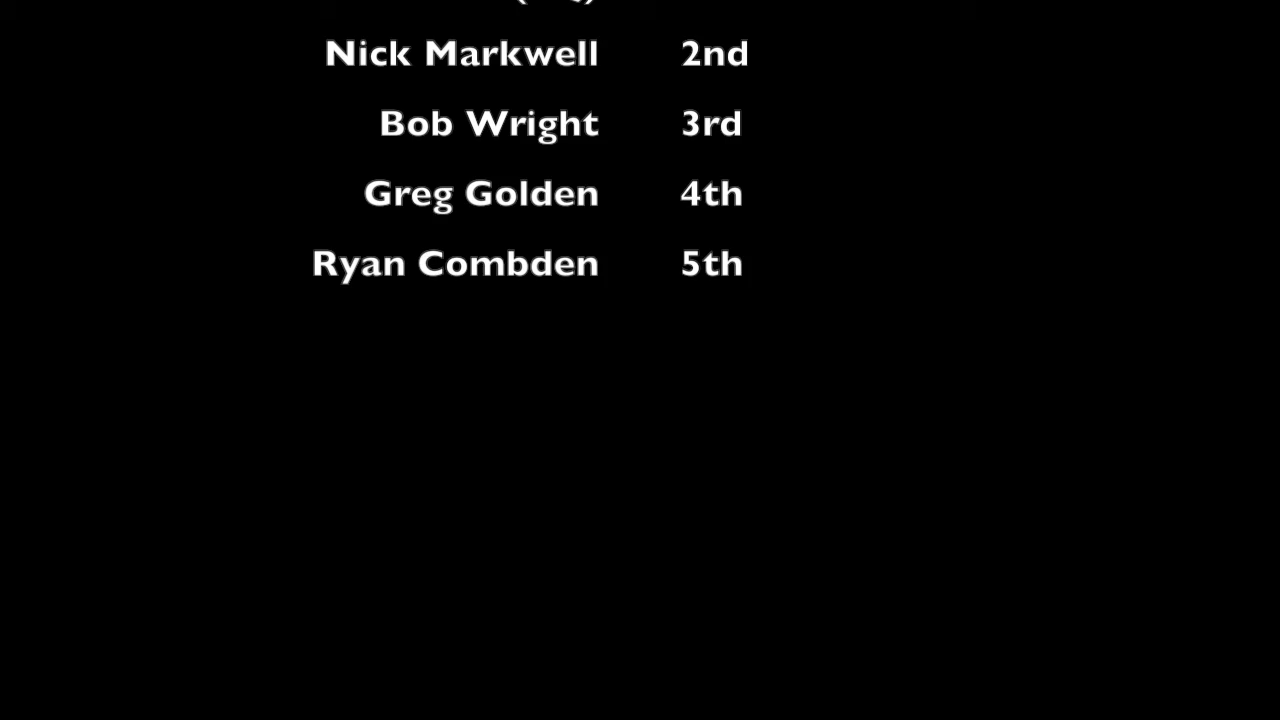 Nick Markwell 2nd
Bob Wright 3rd
Greg Golden 4th
Ryan Combden 5th